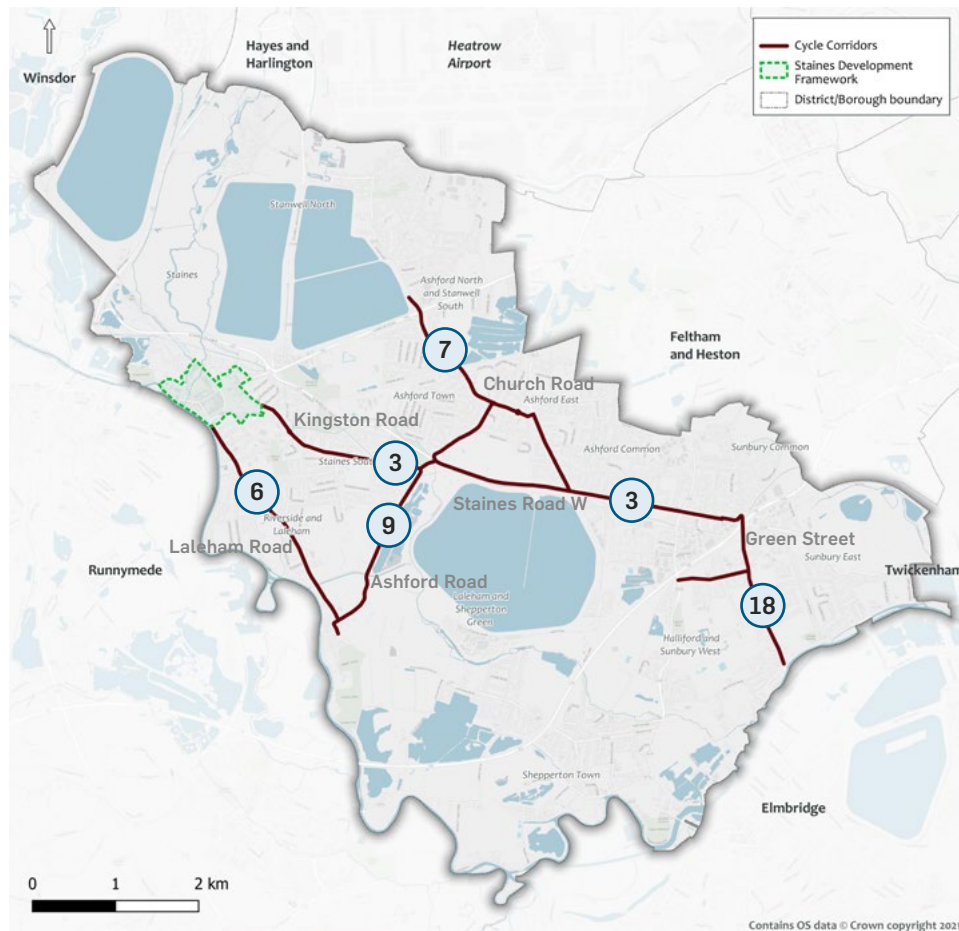 Hayes and
Harlington
Heatrow
Airport
Winsdor
Cycle Corridors
Staines Development
Framework
District/Borough boundary
Stanwell North
Staines
Ashford North
and Stanwell
South
Feltham
and Heston
7
Church Road
Ashford Town
Ashford East
Kingston Road
Ashford Common
Sunbury Common
Staines South
3
6
Staines Road W
3
9
Riverside and
Laleham
Green Street
Laleham Road
Sunbury East
Runnymede
Ashford Road
Twickenham
Laleham and
Shepperton
Green
18
Halliford and
Sunbury West
Shepperton Town
Elmbridge
0 1 2 km
Contains OS data © Crown copyright 2021